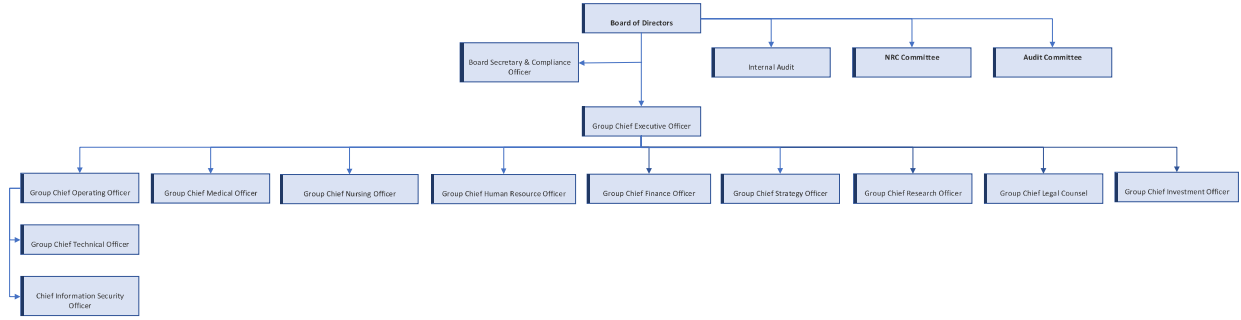 Board of Directors
Board Secretary & Compliance
Officer
Internal Audit
NRC Committee
Audit Committee
Group Chief Executive Officer
Group Chief Operating Officer
Group Chief Medical Officer
Group Chief Nursing Officer
Group Chief Human Resource Officer
Group Chief Finance Officer
Group Chief Strategy Officer
Group Chief Research Officer
Group Chief Legal Counsel
Group Chief Investment Officer
Group Chief Technical Officer
Chief Information Security
Officer